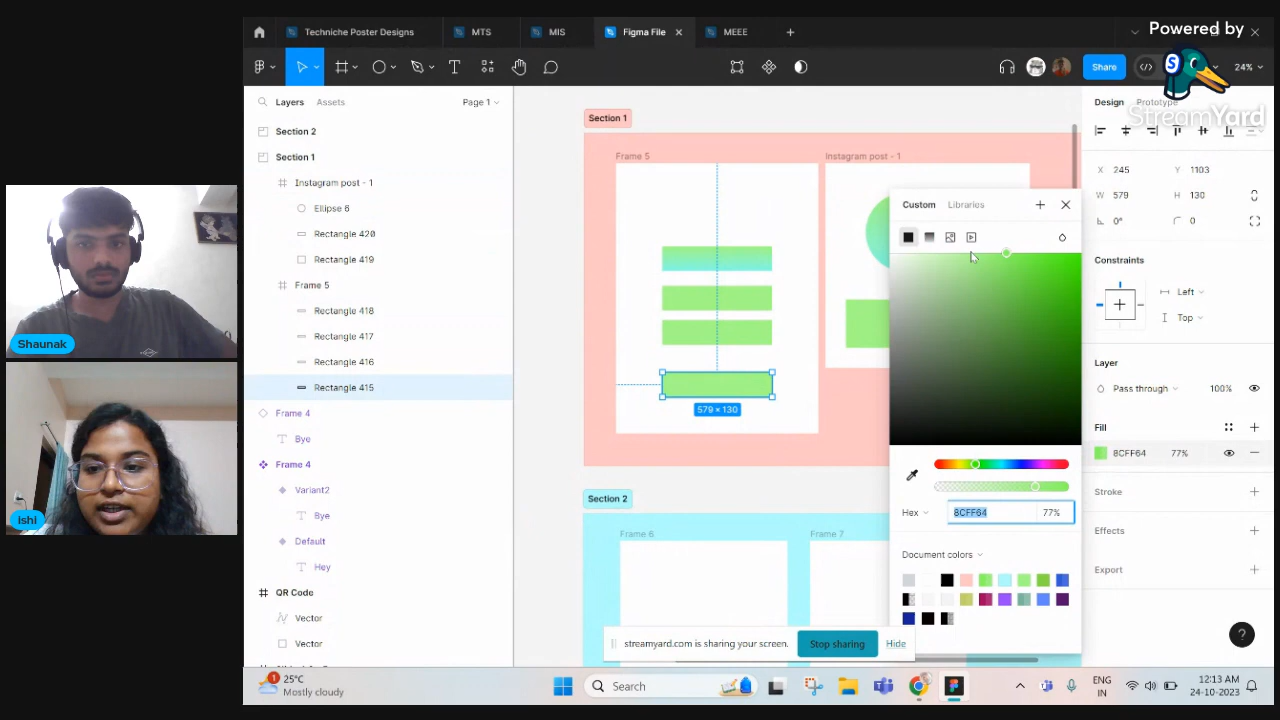 Powered by
StreamYard
Techniche Poster Designs
MTS
MIS
Figma File
MEEE
Share
24%
Layers
Assets
Page 1
Section 2
Section 1
Instagram post - 1
Ellipse 6
Rectangle 420
Rectangle 419
Frame 5
Rectangle 418
Rectangle 417
Rectangle 416
Rectangle 415
Frame 4
Bye
Frame 4
Variant2
Bye
Default
Hey
QR Code
Vector
Vector
Section 1
Frame 5
Instagram post - 1
579 × 130
Section 2
Frame 6
Frame 7
Custom
Libraries
Hex
8CFF64
77%
Document colors
Design
Prototype
X 245
Y 1103
W 579
H 130
0°
0
Constraints
Left
Top
Layer
Pass through
100%
Fill
8CFF64
77%
Stroke
Effects
Export
Shaunak
ishi
streamyard.com is sharing your screen.
Stop sharing
Hide
1
25°C
Mostly cloudy
Search
ENG
IN
12:13 AM
24-10-2023